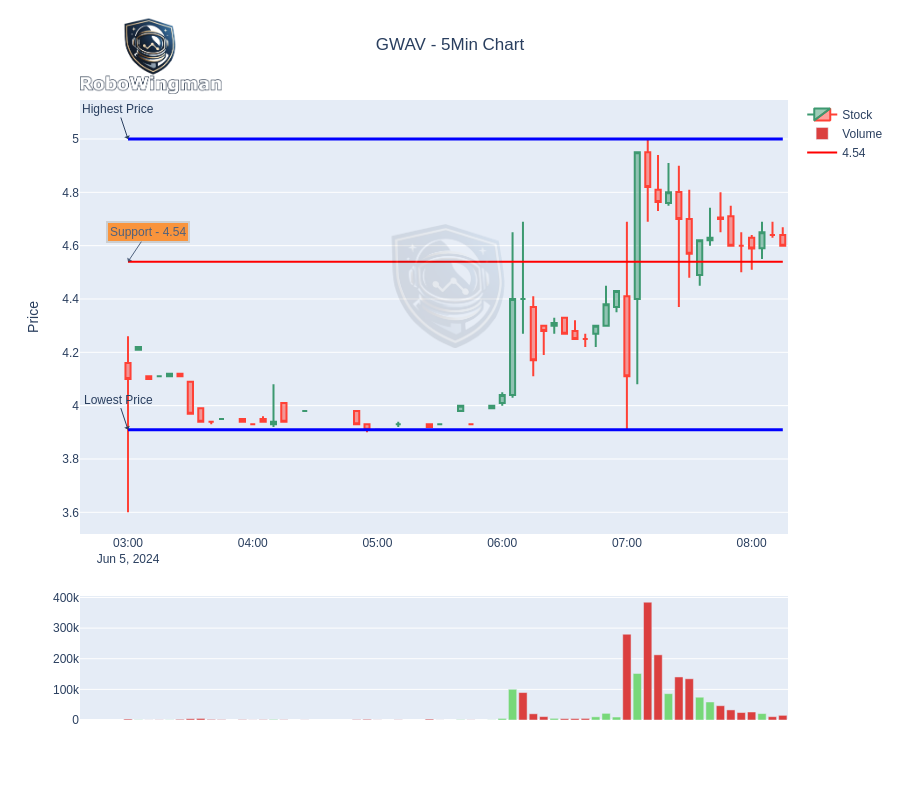 GWAV - 5Min Chart
RoboWingman
Highest Price
Stock
Volume
4.54
5
4.8
Support - 4.54
4.6
4.4
Price
4.2
Lowest Price
4
3.8
3.6
03:00 04:00 05:00 06:00 07:00 08:00
Jun 5, 2024
400k
300k
200k
100k
0